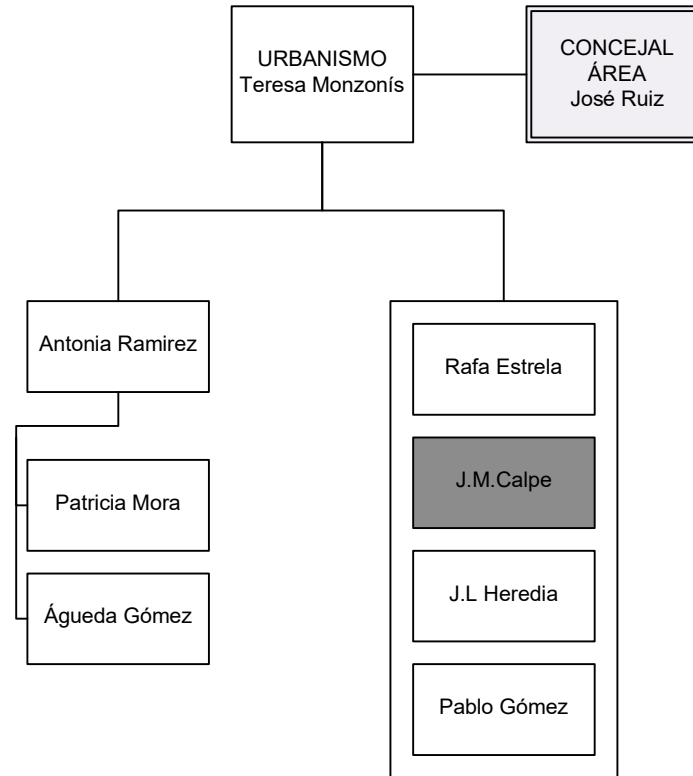 URBANISMO
Teresa Monzonís
CONCEJAL
ÁREA
José Ruiz
Antonia Ramirez
Patricia Mora
Águeda Gómez
Rafa Estrela
J.M.Calpe
J.L Heredia
Pablo Gómez